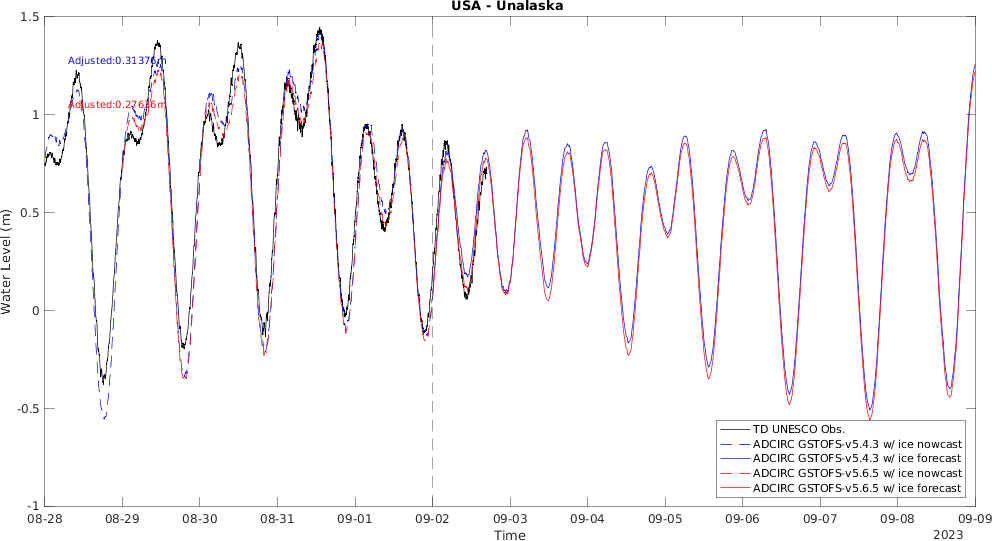 USA - Unalaska
1.5
1
0.5
0
-0.5
-1
Water Level (m)
Adjusted:0.31376m
Adjusted:0.27636m
TD UNESCO Obs.
ADCIRC GSTOFS-v5.4.3 w/ ice nowcast
ADCIRC GSTOFS-v5.4.3 w/ ice forecast
ADCIRC GSTOFS-v5.6.5 w/ ice nowcast
ADCIRC GSTOFS-v5.6.5 w/ ice forecast
08-28 08-29 08-30 08-31 09-01 09-02 09-03 09-04 09-05 09-06 09-07 09-08 09-09
Time
2023